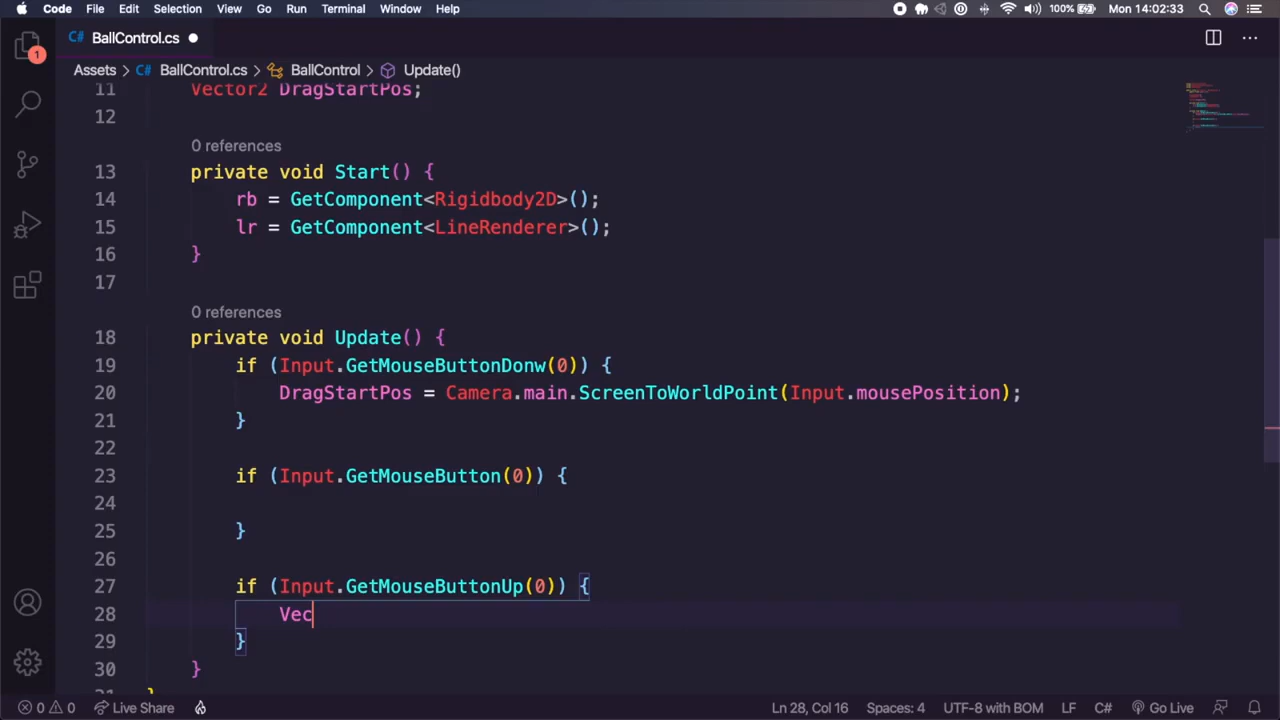 Code File Edit Selection View Go Run Terminal Window Help 100% Mon 14:02:33
1
C# BallControl.cs
Assets > C# BallControl.cs > BallControl > Update()
11 Vector2 DragStartPos;
12
0 references
13 private void Start() {
14 rb = GetComponent<Rigidbody2D>();
15 lr = GetComponent<LineRenderer>();
16 }
17
0 references
18 private void Update() {
19 if (Input.GetMouseButtonDonw(0)) {
20 DragStartPos = Camera.main.ScreenToWorldPoint(Input.mousePosition);
21 }
22
23 if (Input.GetMouseButton(0)) {
24
25 }
26
27 if (Input.GetMouseButtonUp(0)) {
28 Vec
29 }
30 }
31 }
0 0 Live Share Ln 28, Col 16 Spaces: 4 UTF-8 with BOM LF C# Go Live